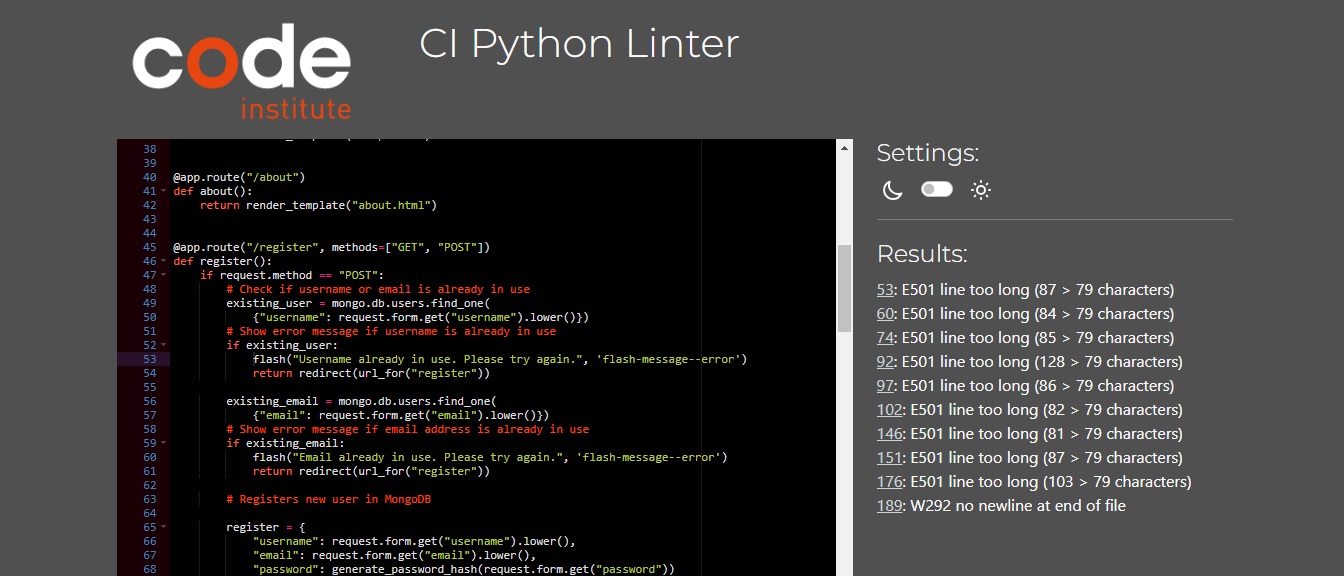 code
institute
CI Python Linter
38
39
40 @app.route("/about")
41 def about():
42 return render_template("about.html")
43
44
45 @app.route("/register", methods=["GET", "POST"])
46 def register():
47 if request.method == "POST":
48 # Check if username or email is already in use
49 existing_user = mongo.db.users.find_one(
50 {"username": request.form.get("username").lower()})
51 # Show error message if username is already in use
52 if existing_user:
53 flash("Username already in use. Please try again.", 'flash-message--error')
54 return redirect(url_for("register"))
55
56 existing_email = mongo.db.users.find_one(
57 {"email": request.form.get("email").lower()})
58 # Show error message if email address is already in use
59 if existing_email:
60 flash("Email already in use. Please try again.", 'flash-message--error')
61 return redirect(url_for("register"))
62
63 # Registers new user in MongoDB
64
65 register = {
66 "username": request.form.get("username").lower(),
67 "email": request.form.get("email").lower(),
68 "password": generate_password_hash(request.form.get("password"))
Settings:
Results:
53: E501 line too long (87 > 79 characters)
60: E501 line too long (84 > 79 characters)
74: E501 line too long (85 > 79 characters)
92: E501 line too long (128 > 79 characters)
97: E501 line too long (86 > 79 characters)
102: E501 line too long (82 > 79 characters)
146: E501 line too long (81 > 79 characters)
151: E501 line too long (87 > 79 characters)
176: E501 line too long (103 > 79 characters)
189: W292 no newline at end of file